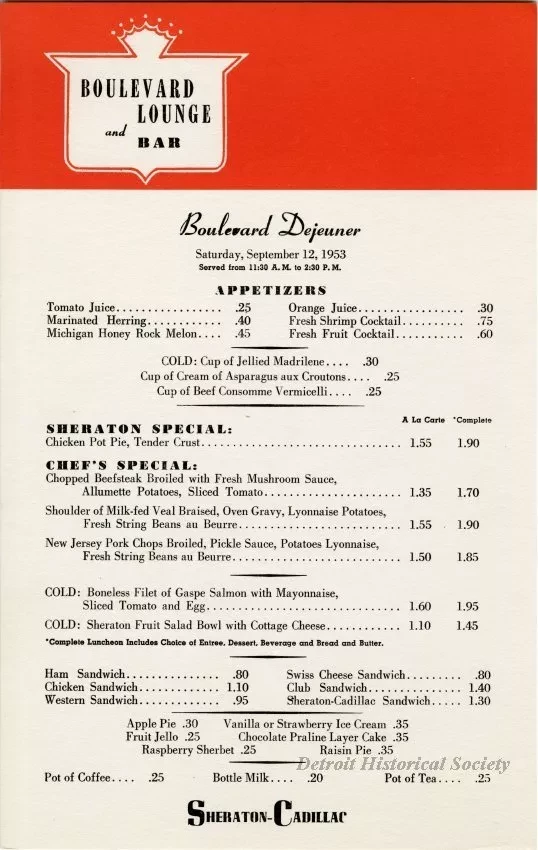 BOULEVARD
LOUNGE
and
BAR
Boulevard Dejeuner
Saturday, September 12, 1953
Served from 11:30 A. M. to 2:30 P. M.
APPETIZERS
Tomato Juice................. .25 Orange Juice................. .30
Marinated Herring............ .40 Fresh Shrimp Cocktail.......... .75
Michigan Honey Rock Melon.... .45 Fresh Fruit Cocktail........... .60
COLD: Cup of Jellied Madrilene.... .30
Cup of Cream of Asparagus aux Croutons.... .25
Cup of Beef Consomme Vermicelli.... .25
A La Carte *Complete
SHERATON SPECIAL:
Chicken Pot Pie, Tender Crust............................... 1.55 1.90
CHEF'S SPECIAL:
Chopped Beefsteak Broiled with Fresh Mushroom Sauce,
Allumette Potatoes, Sliced Tomato..................... 1.35 1.70
Shoulder of Milk-fed Veal Braised, Oven Gravy, Lyonnaise Potatoes,
Fresh String Beans au Beurre......................... 1.55 1.90
New Jersey Pork Chops Broiled, Pickle Sauce, Potatoes Lyonnaise,
Fresh String Beans au Beurre.......................... 1.50 1.85
COLD: Boneless Filet of Gaspe Salmon with Mayonnaise,
Sliced Tomato and Egg.............................. 1.60 1.95
COLD: Sheraton Fruit Salad Bowl with Cottage Cheese............ 1.10 1.45
*Complete Luncheon Includes Choice of Entree, Dessert, Beverage and Bread and Butter.
Ham Sandwich............... .80 Swiss Cheese Sandwich......... .80
Chicken Sandwich............. 1.10 Club Sandwich............... 1.40
Western Sandwich............. .95 Sheraton-Cadillac Sandwich..... 1.30
Apple Pie .30 Vanilla or Strawberry Ice Cream .35
Fruit Jello .25 Chocolate Praline Layer Cake .35
Raspberry Sherbet .25 Raisin Pie .35
Detroit Historical Society
Pot of Coffee.... .25 Bottle Milk.... .20 Pot of Tea.... .25
SHERATON-CADILLAC